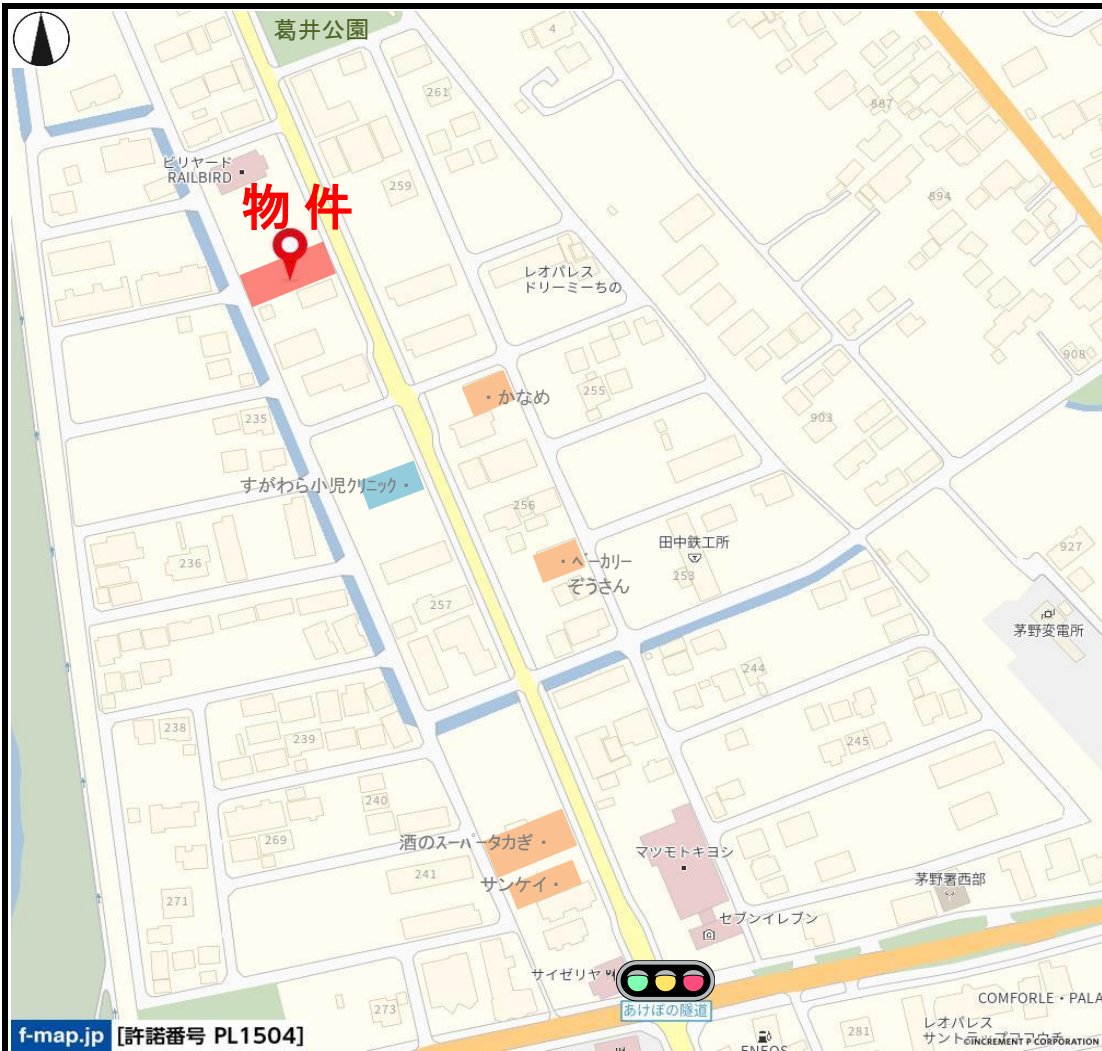 葛井公園
4
261
887
ビリヤード
RAILBIRD
259
物件
894
レオパレス
ドリーミーちの
908
かなめ
255
903
235
すがわら小児クリニック
256
田中鉄工所
253
927
ベーカリー
ぞうさん
236
257
茅野変電所
244
238
239
245
240
酒のスーパータカぎ
269
マツモトキヨシ
241
サンケイ
茅野署西部
271
セブンイレブン
サイゼリヤ
COMFORLE・PALA
273
あけぼの隧道
レオパレス
281
f-map.jp [許諾番号 PL1504]
ENEOS
©INCREMENT P CORPORATION